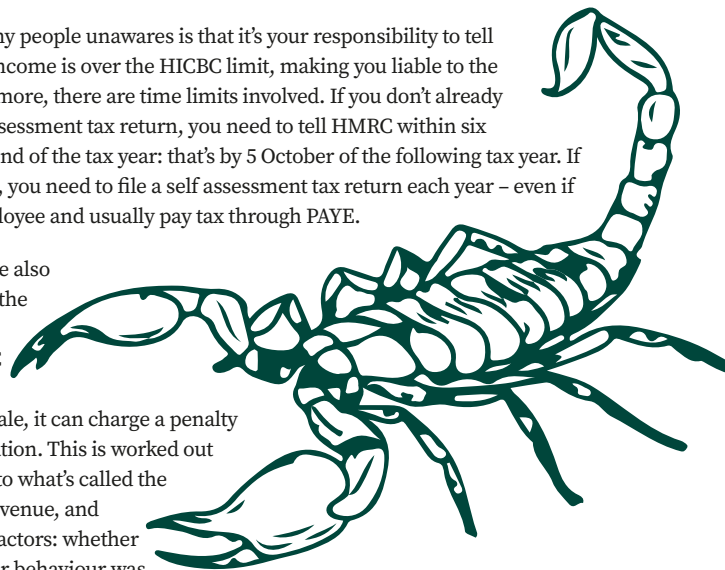 ny people unawares is that it’s your responsibility to tell
ncome is over the HICBC limit, making you liable to the
more, there are time limits involved. If you don’t already
ssessment tax return, you need to tell HMRC within six
nd of the tax year: that’s by 5 October of the following tax year. If
, you need to file a self assessment tax return each year – even if
loyee and usually pay tax through PAYE.
e also
the
ale, it can charge a penalty
tion. This is worked out
to what’s called the
venue, and
actors: whether
r behaviour was